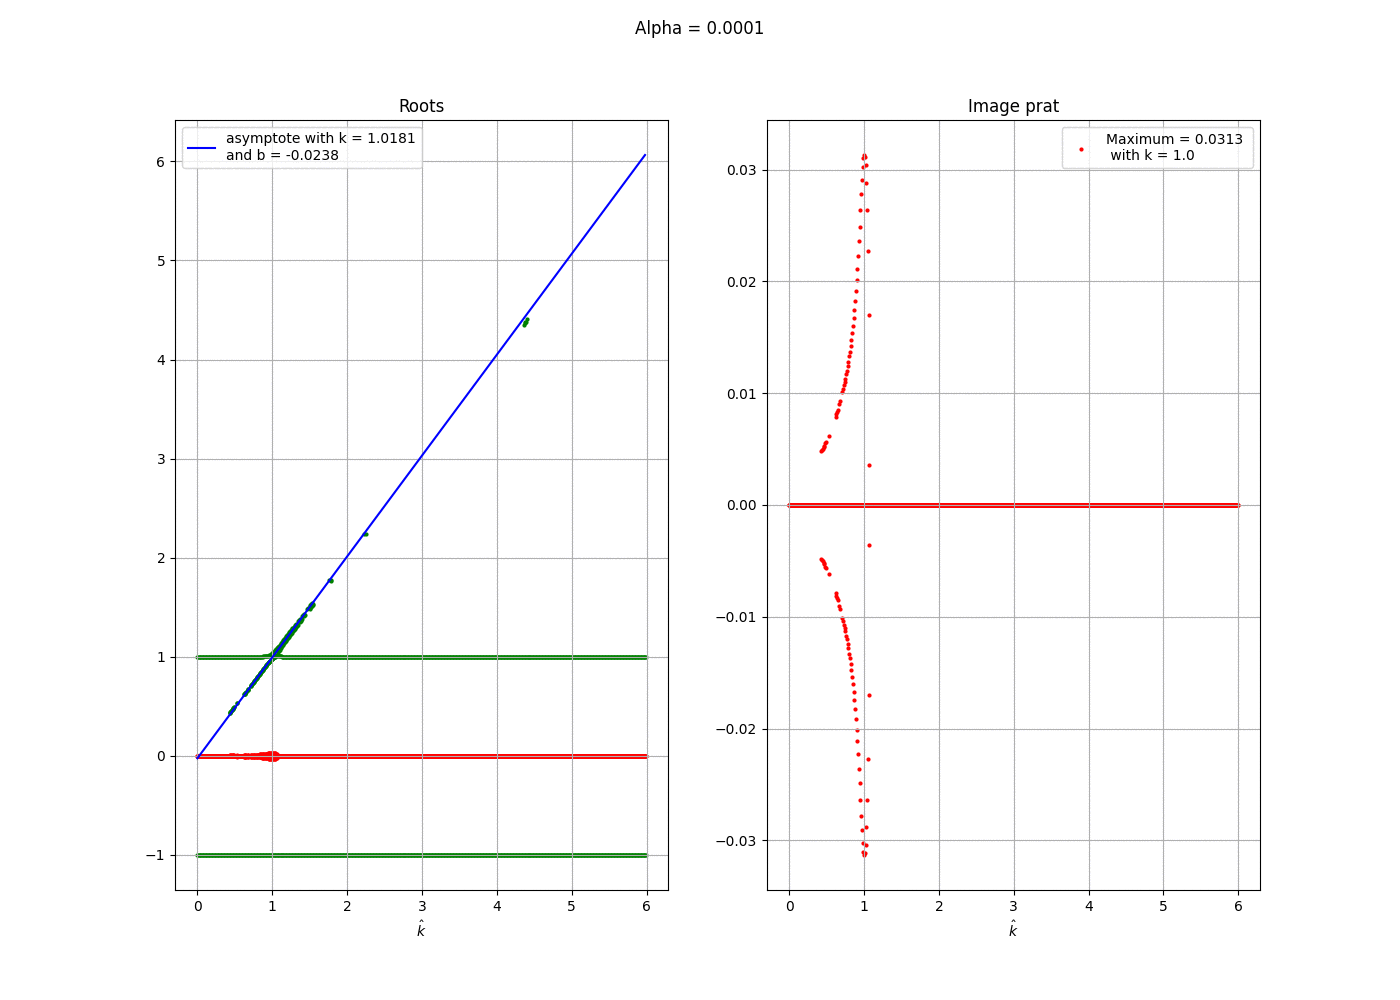 Alpha = 0.0001
Roots
asymptote with k = 1.0181
and b = -0.0238
6
5
4
3
2
1
0
−1
0 1 2 3 4 5 6
k̂
Image prat
Maximum = 0.0313
with k = 1.0
0.03
0.02
0.01
0.00
−0.01
−0.02
−0.03
0 1 2 3 4 5 6
k̂